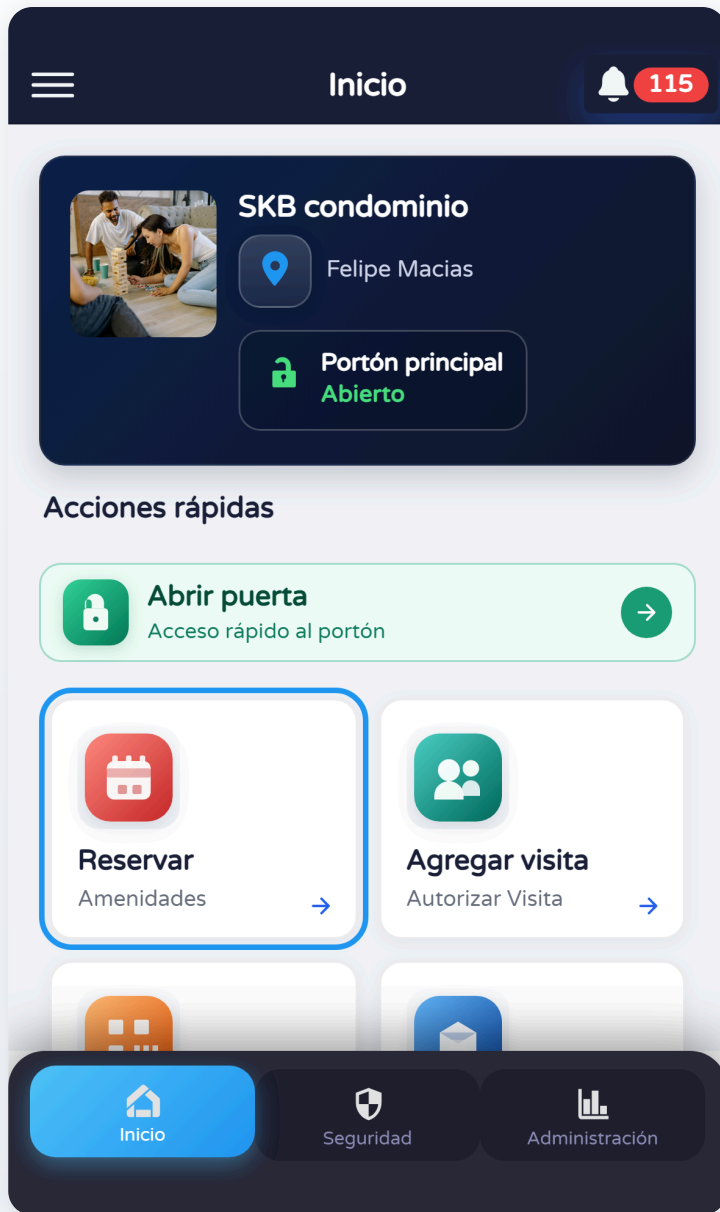 Inicio
115
SKB condominio
Felipe Macias
Portón principal
Abierto
Acciones rápidas
Abrir puerta
Acceso rápido al portón
Reservar
Amenidades
Agregar visita
Autorizar Visita
Inicio
Seguridad
Administración